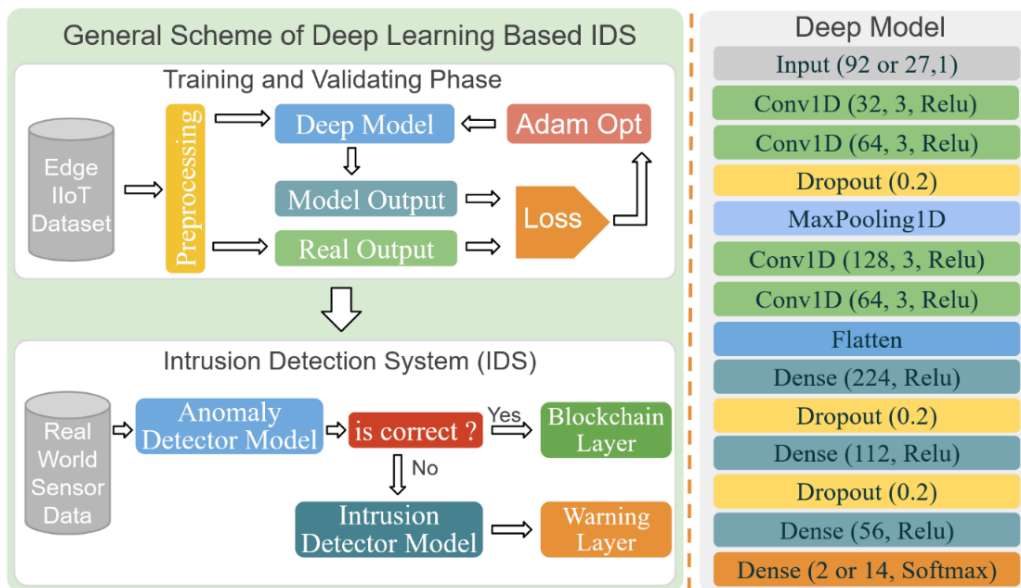 General Scheme of Deep Learning Based IDS
Training and Validating Phase
Edge
IIoT
Dataset
Preprocessing
Deep Model
Adam Opt
Model Output
Real Output
Loss
Intrusion Detection System (IDS)
Real
World
Sensor
Data
Anomaly
Detector Model
is correct ?
Yes
Blockchain
Layer
No
Intrusion
Detector Model
Warning
Layer
Deep Model
Input (92 or 27,1)
Conv1D (32, 3, Relu)
Conv1D (64, 3, Relu)
Dropout (0.2)
MaxPooling1D
Conv1D (128, 3, Relu)
Conv1D (64, 3, Relu)
Flatten
Dense (224, Relu)
Dropout (0.2)
Dense (112, Relu)
Dropout (0.2)
Dense (56, Relu)
Dense (2 or 14, Softmax)